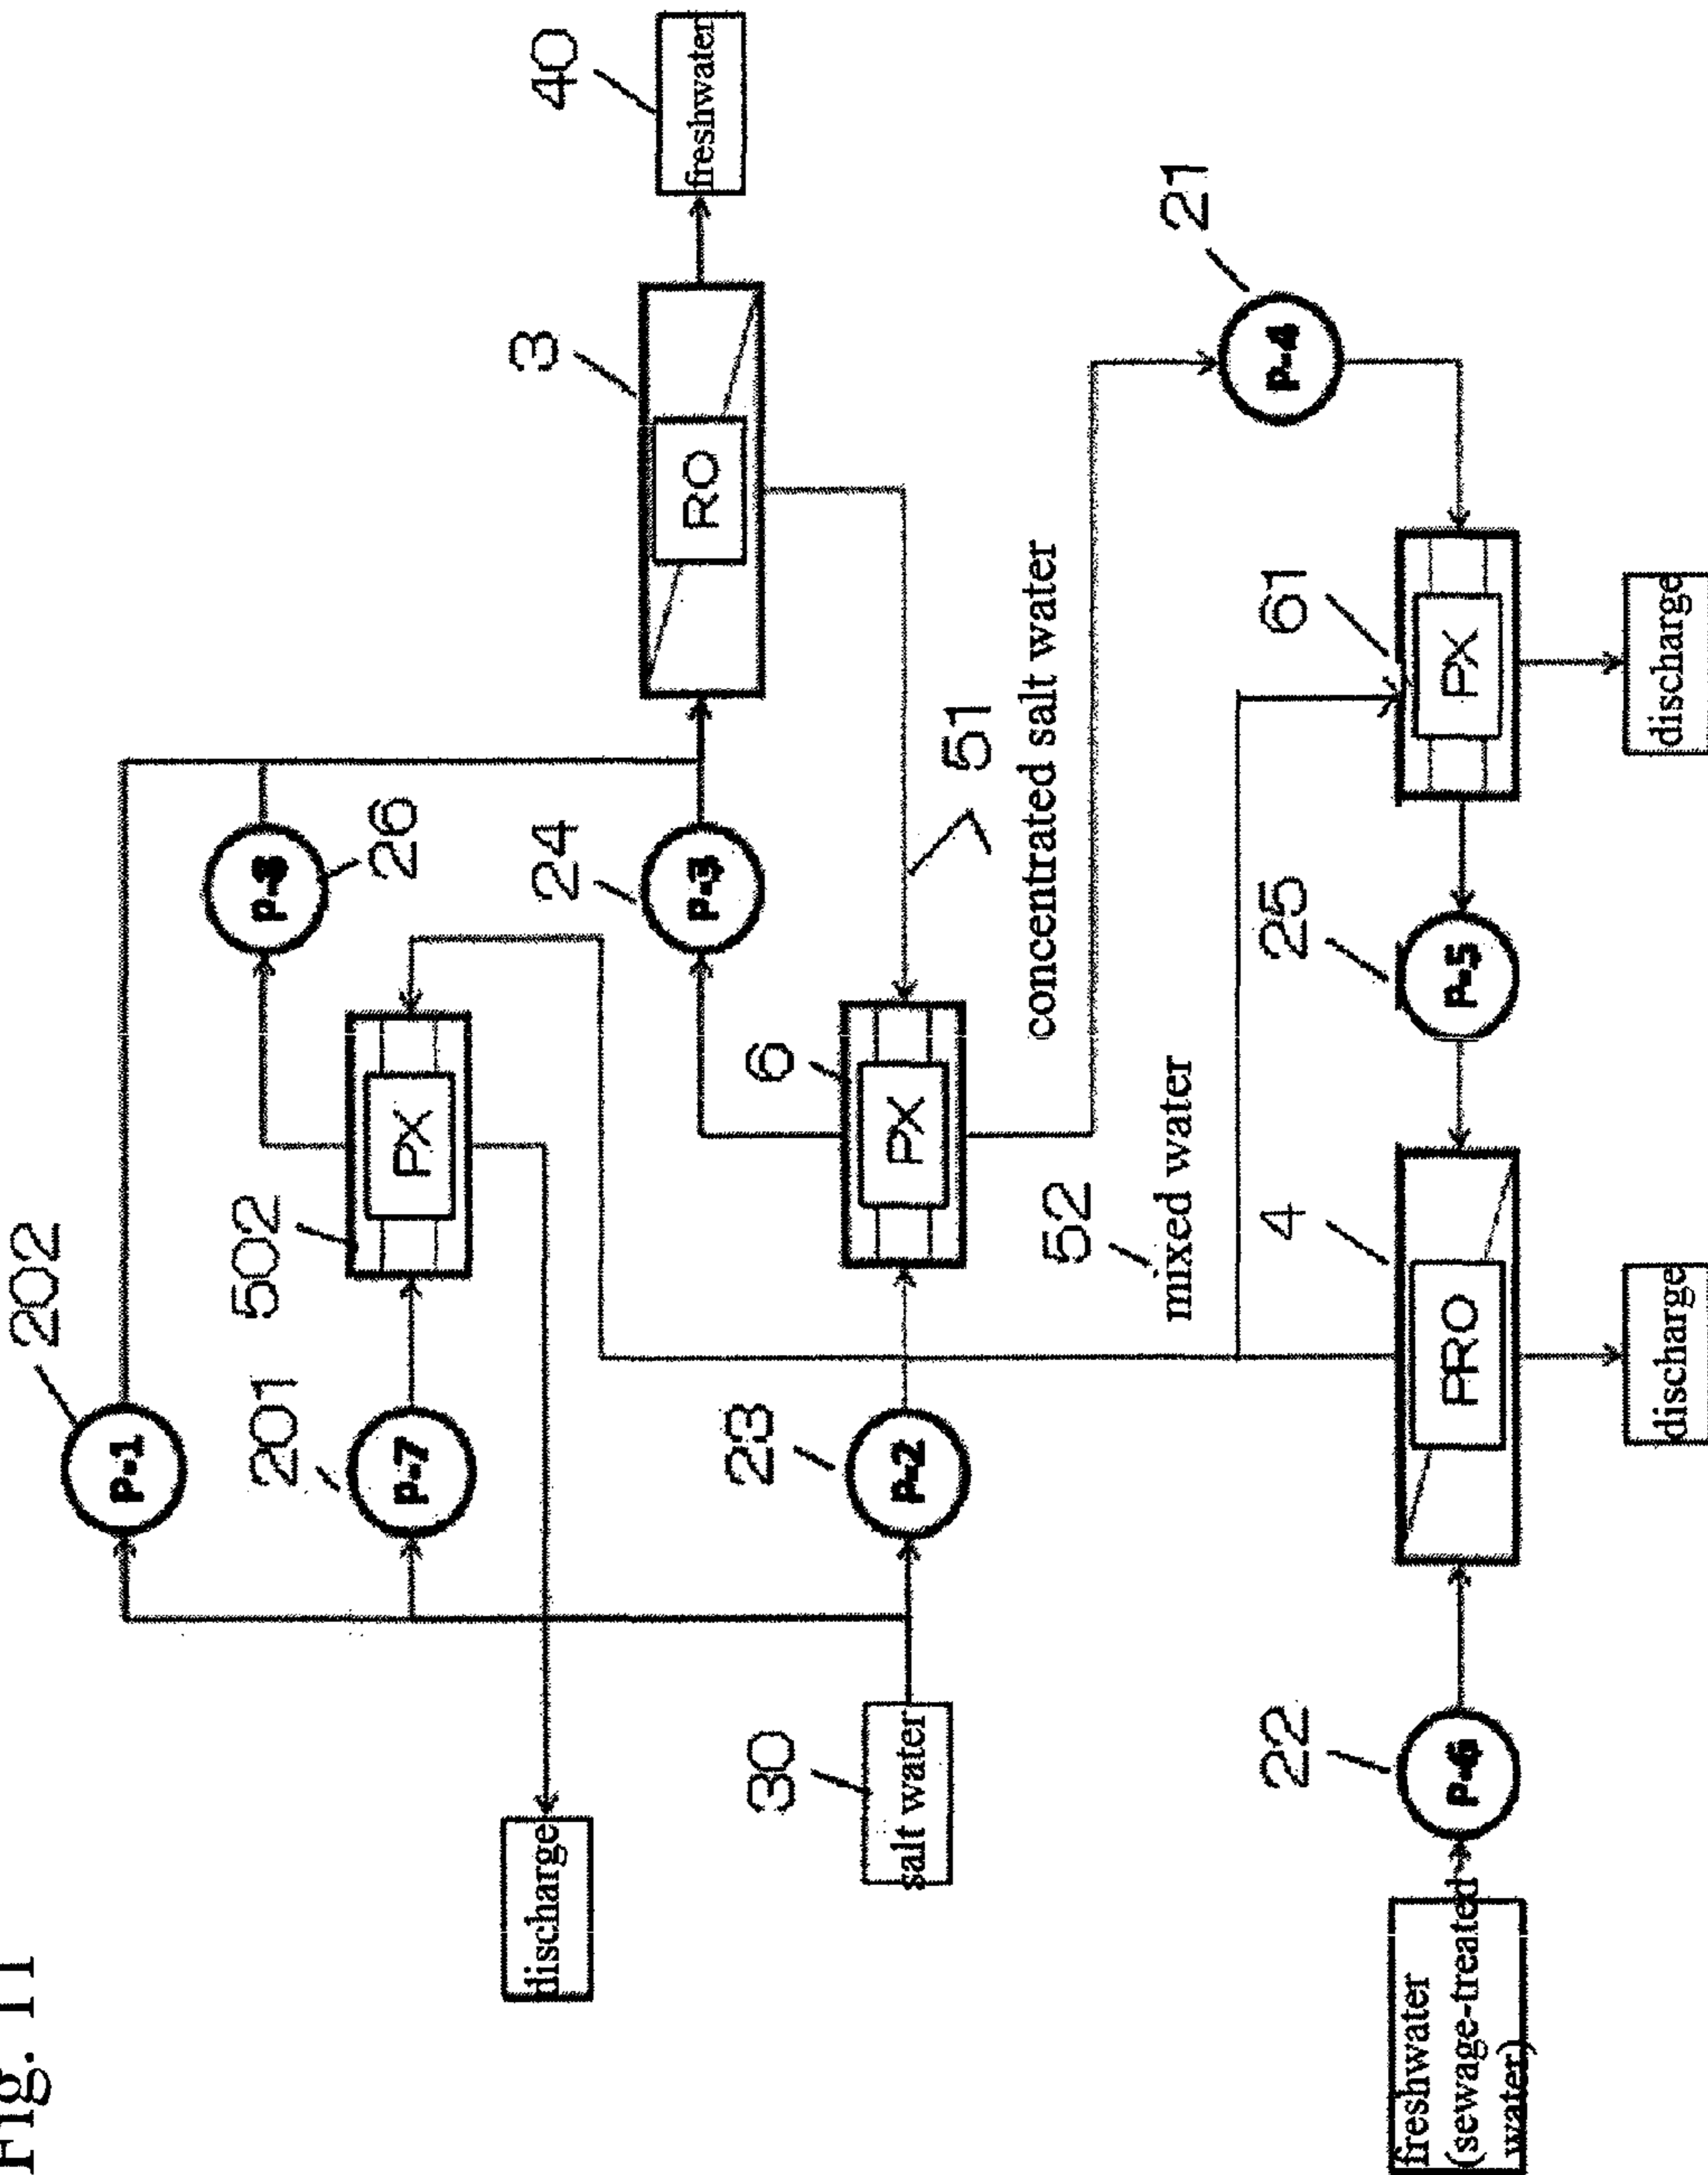 Fig. 11
202
P-1
201
502
P-8
26
P-7
PX
discharge
40
3
24
freshwater
RO
P-3
23
6
30
salt water
P-2
PX
51
concentrated salt water
52
mixed water
21
22
4
25
61
P-4
freshwater
(sewage-treated
water)
P-6
PRO
P-5
PX
discharge
discharge